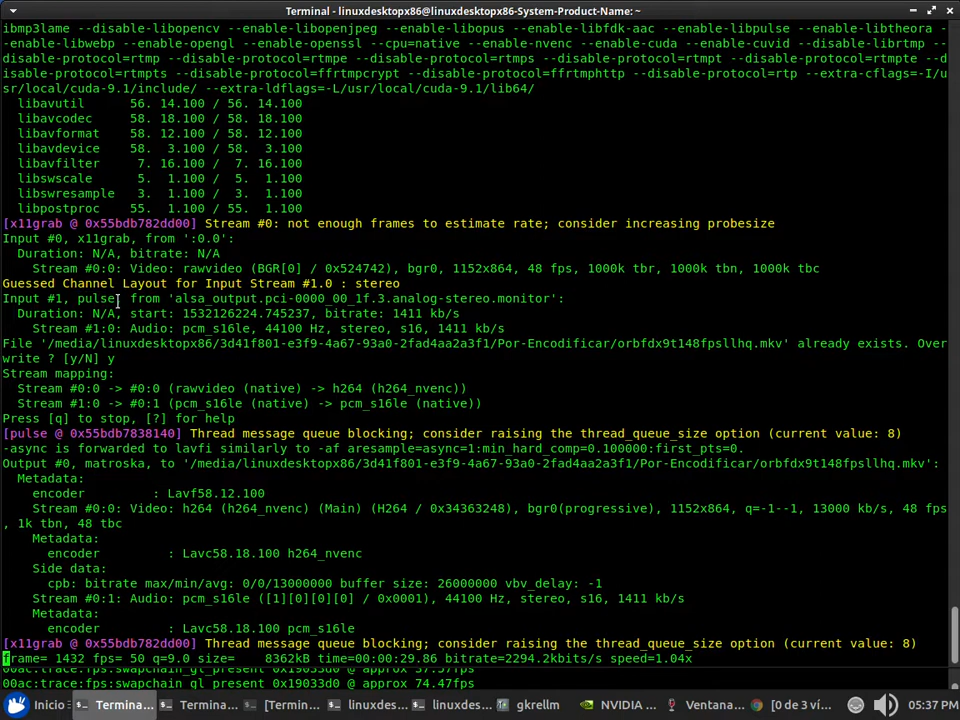 Terminal - linuxdesktopx86@linuxdesktopx86-System-Product-Name: ~
ibmp3lame --disable-libopencv --enable-libopenjpeg --enable-libopus --enable-libfdk-aac --enable-libpulse --enable-libtheora -
-enable-libwebp --enable-opengl --enable-openssl --cpu=native --enable-nvenc --enable-cuda --enable-cuvid --disable-librtmp --
disable-protocol=rtmp --disable-protocol=rtmpe --disable-protocol=rtmps --disable-protocol=rtmpt --disable-protocol=rtmpte --d
isable-protocol=rtmpts --disable-protocol=ffrtmpcrypt --disable-protocol=ffrtmphttp --disable-protocol=rtp --extra-cflags=-I/u
sr/local/cuda-9.1/include/ --extra-ldflags=-L/usr/local/cuda-9.1/lib64/
libavutil      56. 14.100 / 56. 14.100
libavcodec     58. 18.100 / 58. 18.100
libavformat    58. 12.100 / 58. 12.100
libavdevice    58.  3.100 / 58.  3.100
libavfilter     7. 16.100 /  7. 16.100
libswscale      5.  1.100 /  5.  1.100
libswresample   3.  1.100 /  3.  1.100
libpostproc    55.  1.100 / 55.  1.100
[x11grab @ 0x55bdb782dd00] Stream #0: not enough frames to estimate rate; consider increasing probesize
Input #0, x11grab, from ':0.0':
Duration: N/A, bitrate: N/A
Stream #0:0: Video: rawvideo (BGR[0] / 0x524742), bgr0, 1152x864, 48 fps, 1000k tbr, 1000k tbn, 1000k tbc
Guessed Channel Layout for Input Stream #1.0 : stereo
Input #1, pulse, from 'alsa_output.pci-0000_00_1f.3.analog-stereo.monitor':
Duration: N/A, start: 1532126224.745237, bitrate: 1411 kb/s
Stream #1:0: Audio: pcm_s16le, 44100 Hz, stereo, s16, 1411 kb/s
File '/media/linuxdesktopx86/3d41f801-e3f9-4a67-93a0-2fad4aa2a3f1/Por-Encodificar/orbfdx9t148fpsllhq.mkv' already exists. Over
write ? [y/N] y
Stream mapping:
Stream #0:0 -> #0:0 (rawvideo (native) -> h264 (h264_nvenc))
Stream #1:0 -> #0:1 (pcm_s16le (native) -> pcm_s16le (native))
Press [q] to stop, [?] for help
[pulse @ 0x55bdb7838140] Thread message queue blocking; consider raising the thread_queue_size option (current value: 8)
-async is forwarded to lavfi similarly to -af aresample=async=1:min_hard_comp=0.100000:first_pts=0.
Output #0, matroska, to '/media/linuxdesktopx86/3d41f801-e3f9-4a67-93a0-2fad4aa2a3f1/Por-Encodificar/orbfdx9t148fpsllhq.mkv':
Metadata:
encoder         : Lavf58.12.100
Stream #0:0: Video: h264 (h264_nvenc) (Main) (H264 / 0x34363248), bgr0(progressive), 1152x864, q=-1--1, 13000 kb/s, 48 fps
, 1k tbn, 48 tbc
Metadata:
encoder         : Lavc58.18.100 h264_nvenc
Side data:
cpb: bitrate max/min/avg: 0/0/13000000 buffer size: 26000000 vbv_delay: -1
Stream #0:1: Audio: pcm_s16le ([1][0][0][0] / 0x0001), 44100 Hz, stereo, s16, 1411 kb/s
Metadata:
encoder         : Lavc58.18.100 pcm_s16le
[x11grab @ 0x55bdb782dd00] Thread message queue blocking; consider raising the thread_queue_size option (current value: 8)
frame= 1432 fps= 50 q=9.0 size=    8362kB time=00:00:29.86 bitrate=2294.2kbits/s speed=1.04x
00ac:trace:fps:swapchain_gl_present 0x19033d0 @ approx 74.47fps
Inicio Termina... Termina... [Termin... linuxdes... linuxdes... gkrellm NVIDIA ... Ventana... [0 de 3 ví... 05:37 PM